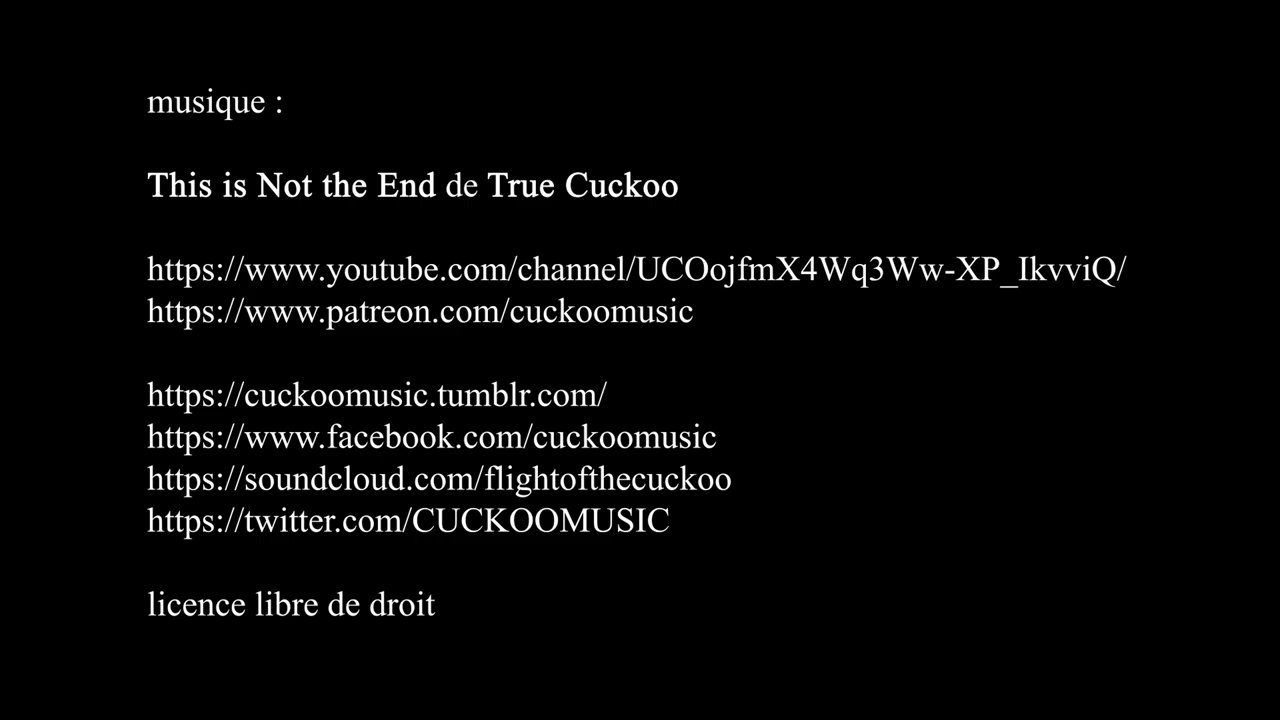 musique :
This is Not the End de True Cuckoo
https://www.youtube.com/channel/UCOojfmX4Wq3Ww-XP_IkvviQ/
https://www.patreon.com/cuckoomusic
https://cuckoomusic.tumblr.com/
https://www.facebook.com/cuckoomusic
https://soundcloud.com/flightofthecuckoo
https://twitter.com/CUCKOOMUSIC
licence libre de droit